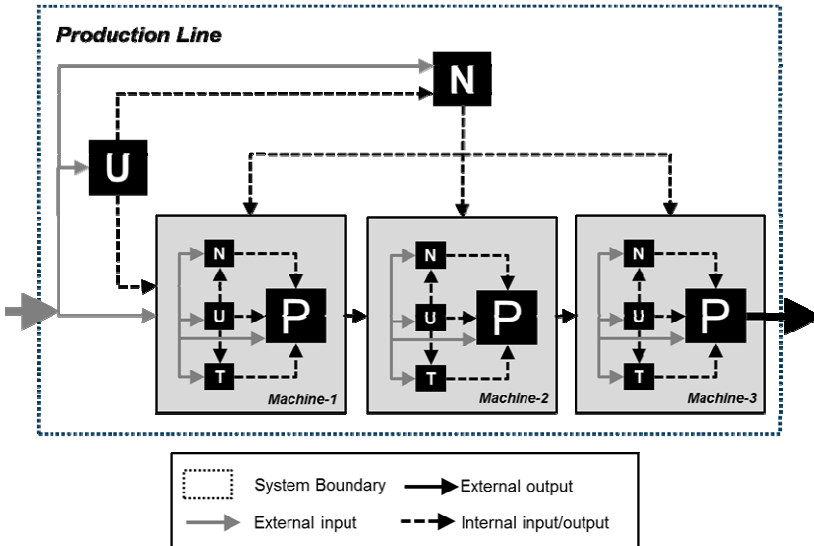 Production Line
N
U
N
N
N
P
P
P
U
U
U
T
T
T
Machine-1
Machine-2
Machine-3
System Boundary
External output
External input
Internal input/output